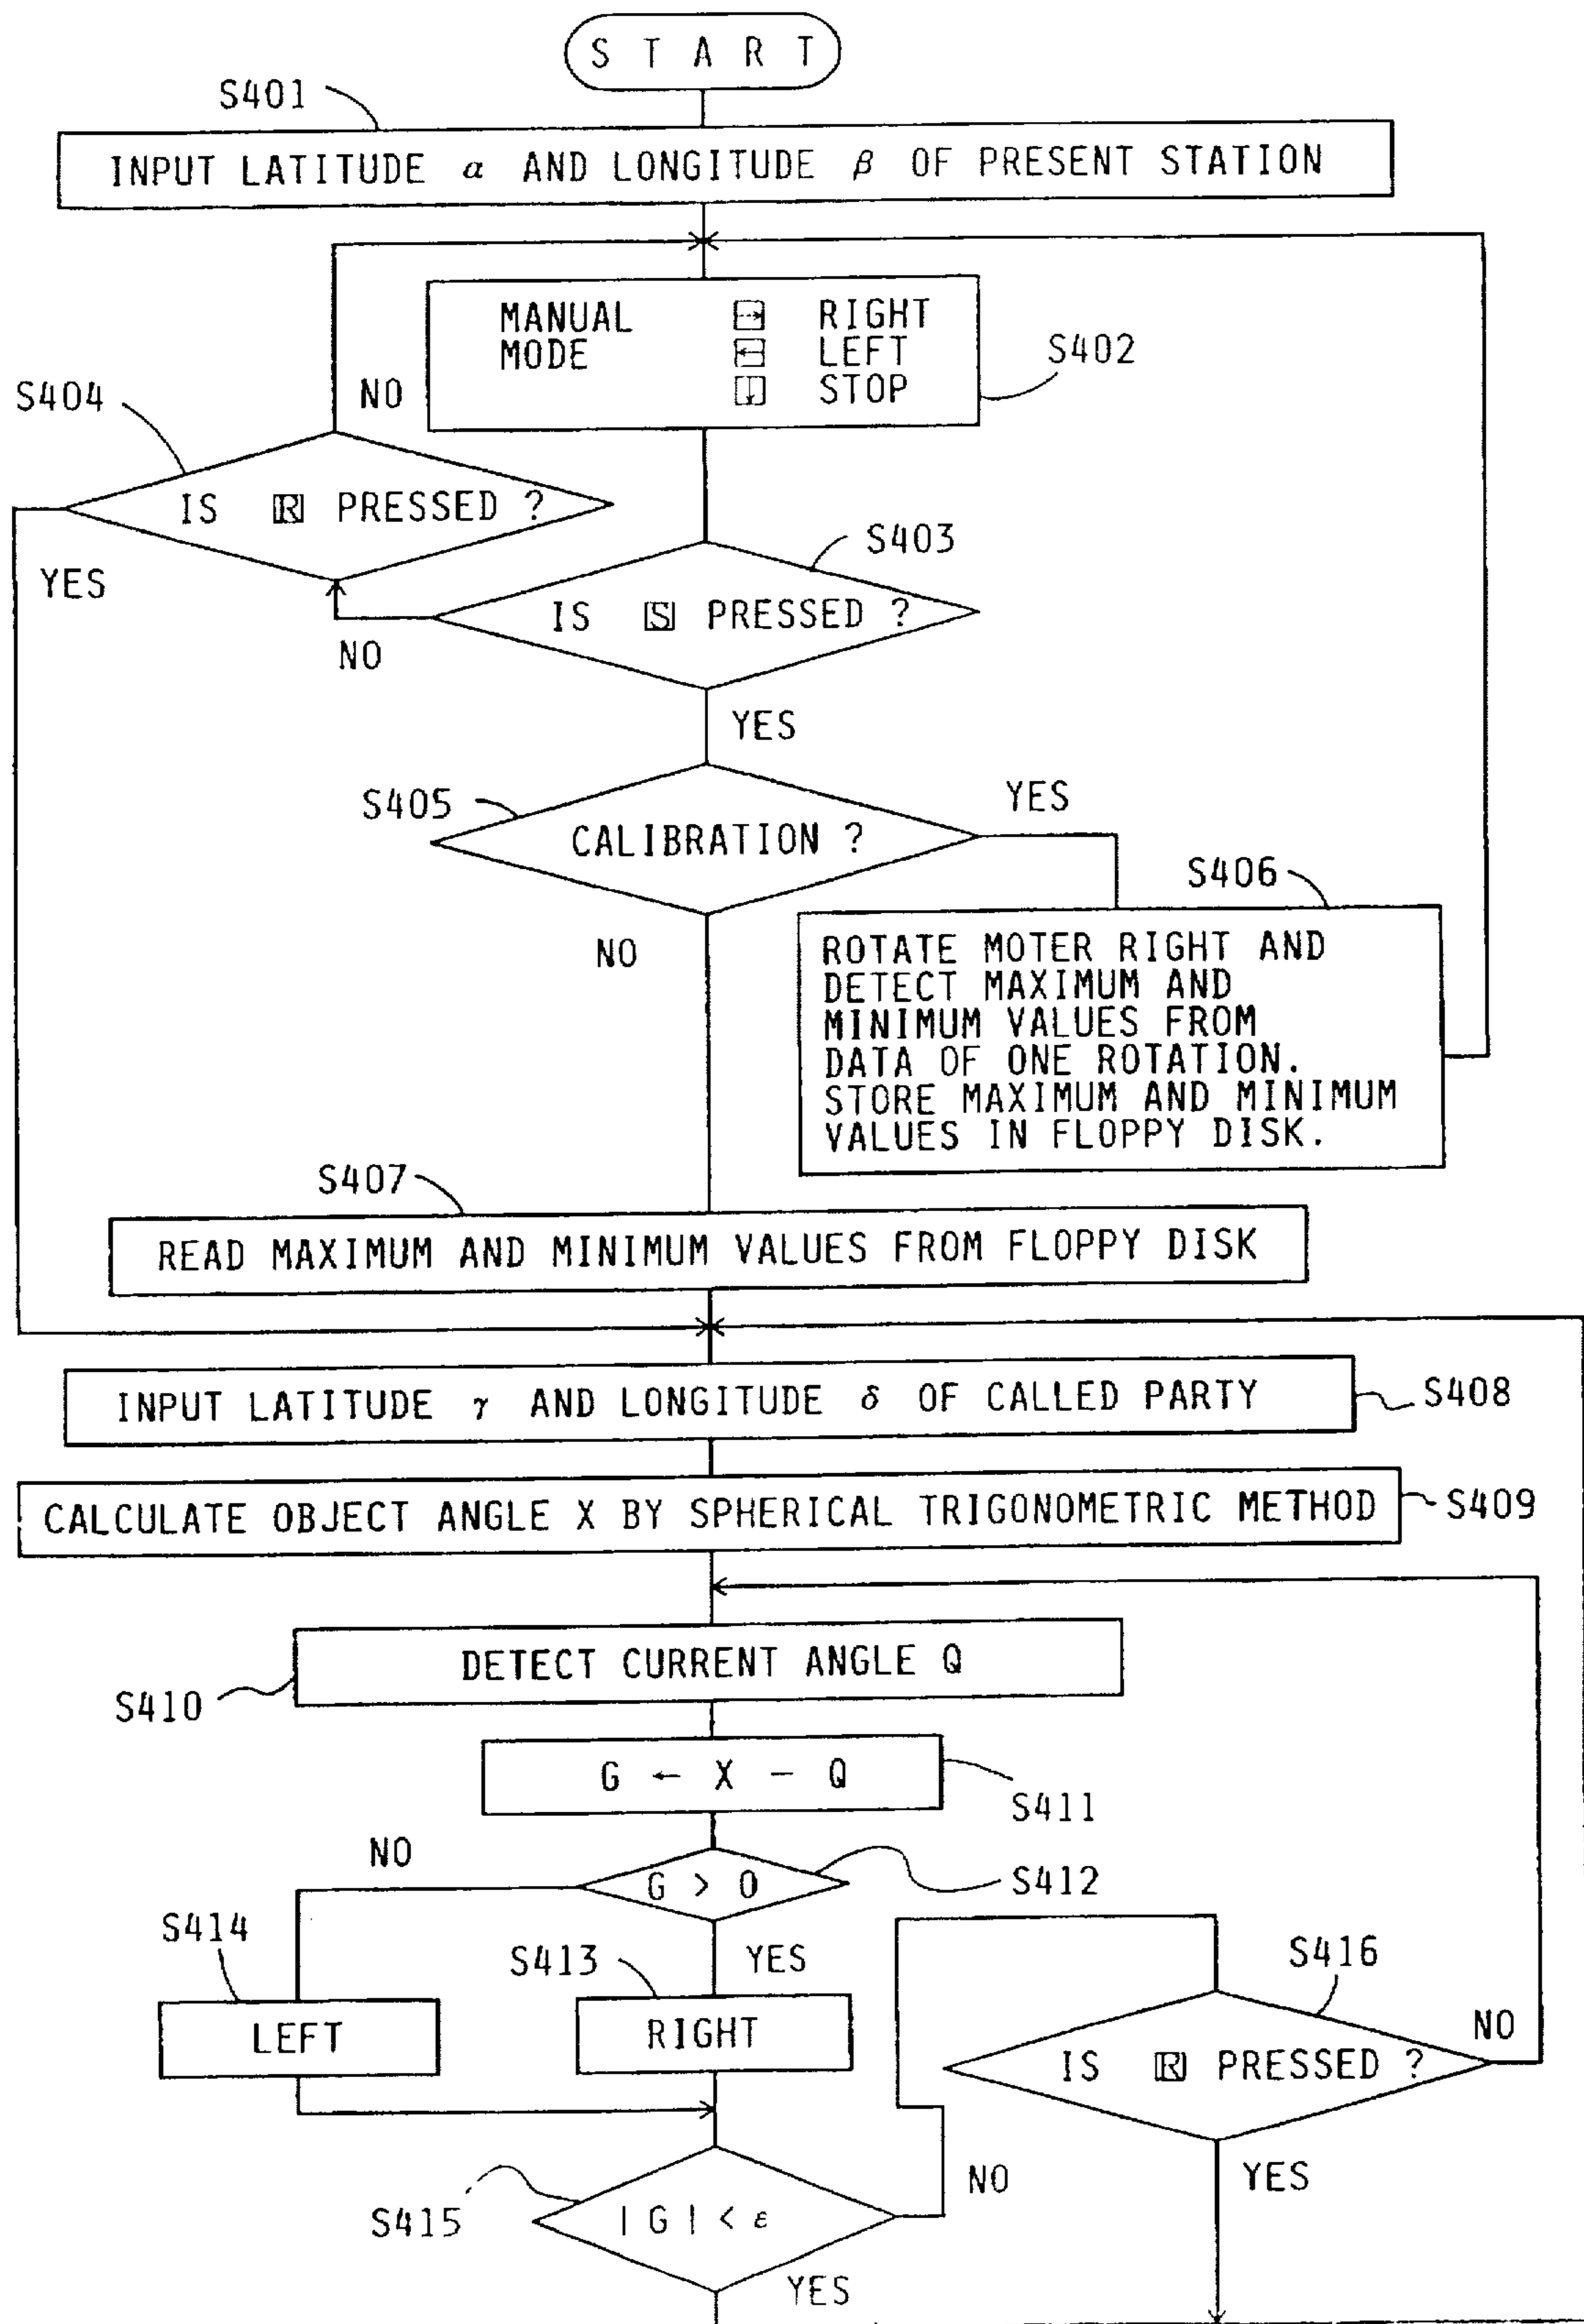 START
S401
INPUT LATITUDE α AND LONGITUDE β OF PRESENT STATION
MANUAL → RIGHT
MODE ← LEFT
↓ STOP
S402
S404
NO
IS R PRESSED ?
YES
S403
IS S PRESSED ?
NO
YES
S405
CALIBRATION ?
YES
NO
S406
ROTATE MOTER RIGHT AND
DETECT MAXIMUM AND
MINIMUM VALUES FROM
DATA OF ONE ROTATION.
STORE MAXIMUM AND MINIMUM
VALUES IN FLOPPY DISK.
S407
READ MAXIMUM AND MINIMUM VALUES FROM FLOPPY DISK
INPUT LATITUDE γ AND LONGITUDE δ OF CALLED PARTY
S408
CALCULATE OBJECT ANGLE X BY SPHERICAL TRIGONOMETRIC METHOD
S409
DETECT CURRENT ANGLE Q
S410
G ← X - Q
S411
NO
G > 0
S412
S414
S413
YES
S416
LEFT
RIGHT
NO
IS R PRESSED ?
NO
YES
S415
| G | < ε
YES